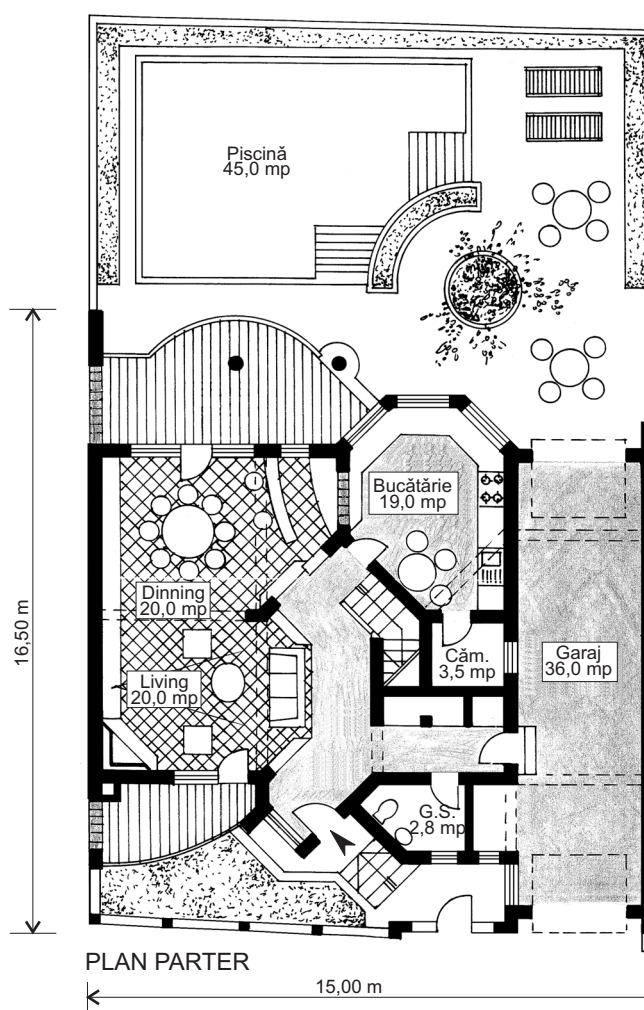 Piscină
45,0 mp
Bucătărie
19,0 mp
Dinning
20,0 mp
16,50 m
Căm.
3,5 mp
Garaj
36,0 mp
Living
20,0 mp
G.S.
2,8 mp
PLAN PARTER
15,00 m